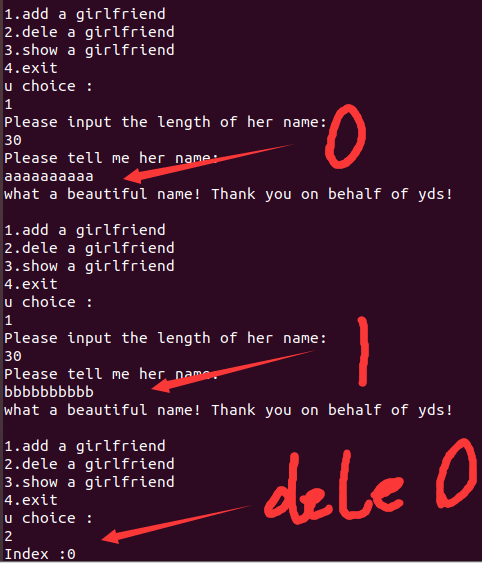 1.add a girlfriend
2.dele a girlfriend
3.show a girlfriend
4.exit
u choice :
1
Please input the length of her name:
30
Please tell me her name:
aaaaaaaaaa
what a beautiful name! Thank you on behalf of yds!
0
1.add a girlfriend
2.dele a girlfriend
3.show a girlfriend
4.exit
u choice :
1
Please input the length of her name:
30
Please tell me her name:
bbbbbbbbbb
what a beautiful name! Thank you on behalf of yds!
1
1.add a girlfriend
2.dele a girlfriend
3.show a girlfriend
4.exit
u choice :
2
Index :0
dele 0